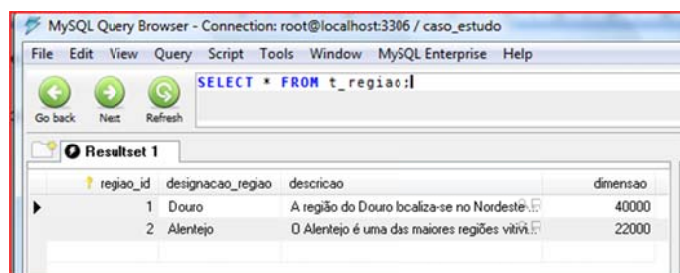 MySQL Query Browser - Connection: root@localhost:3306 / caso_estudo
File Edit View Query Script Tools Window MySQL Enterprise Help
SELECT * FROM t_regiao;
Go back Next Refresh
Resultset 1
regiao_id designacao_regiao descricao dimensao
1 Douro A região do Douro localiza-se no Nordeste ... 40000
2 Alentejo O Alentejo é uma das maiores regiões vitivi... 22000